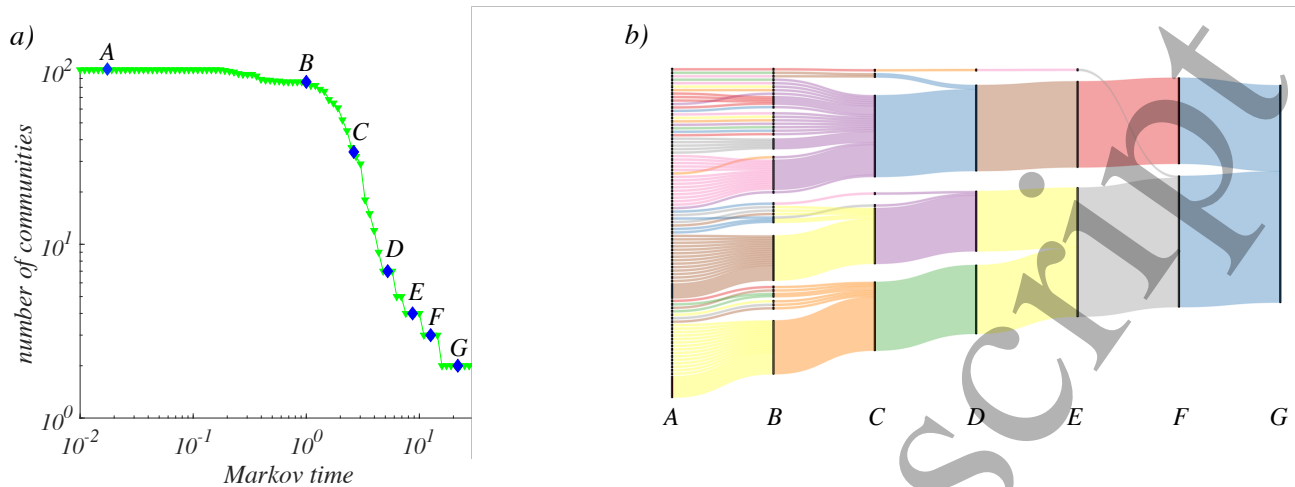 a)
number of communities
10^2
10^1
10^0
A
B
C
D
E
F
G
10^-2
10^-1
10^0
10^1
Markov time
b)
A B C D E F G
script